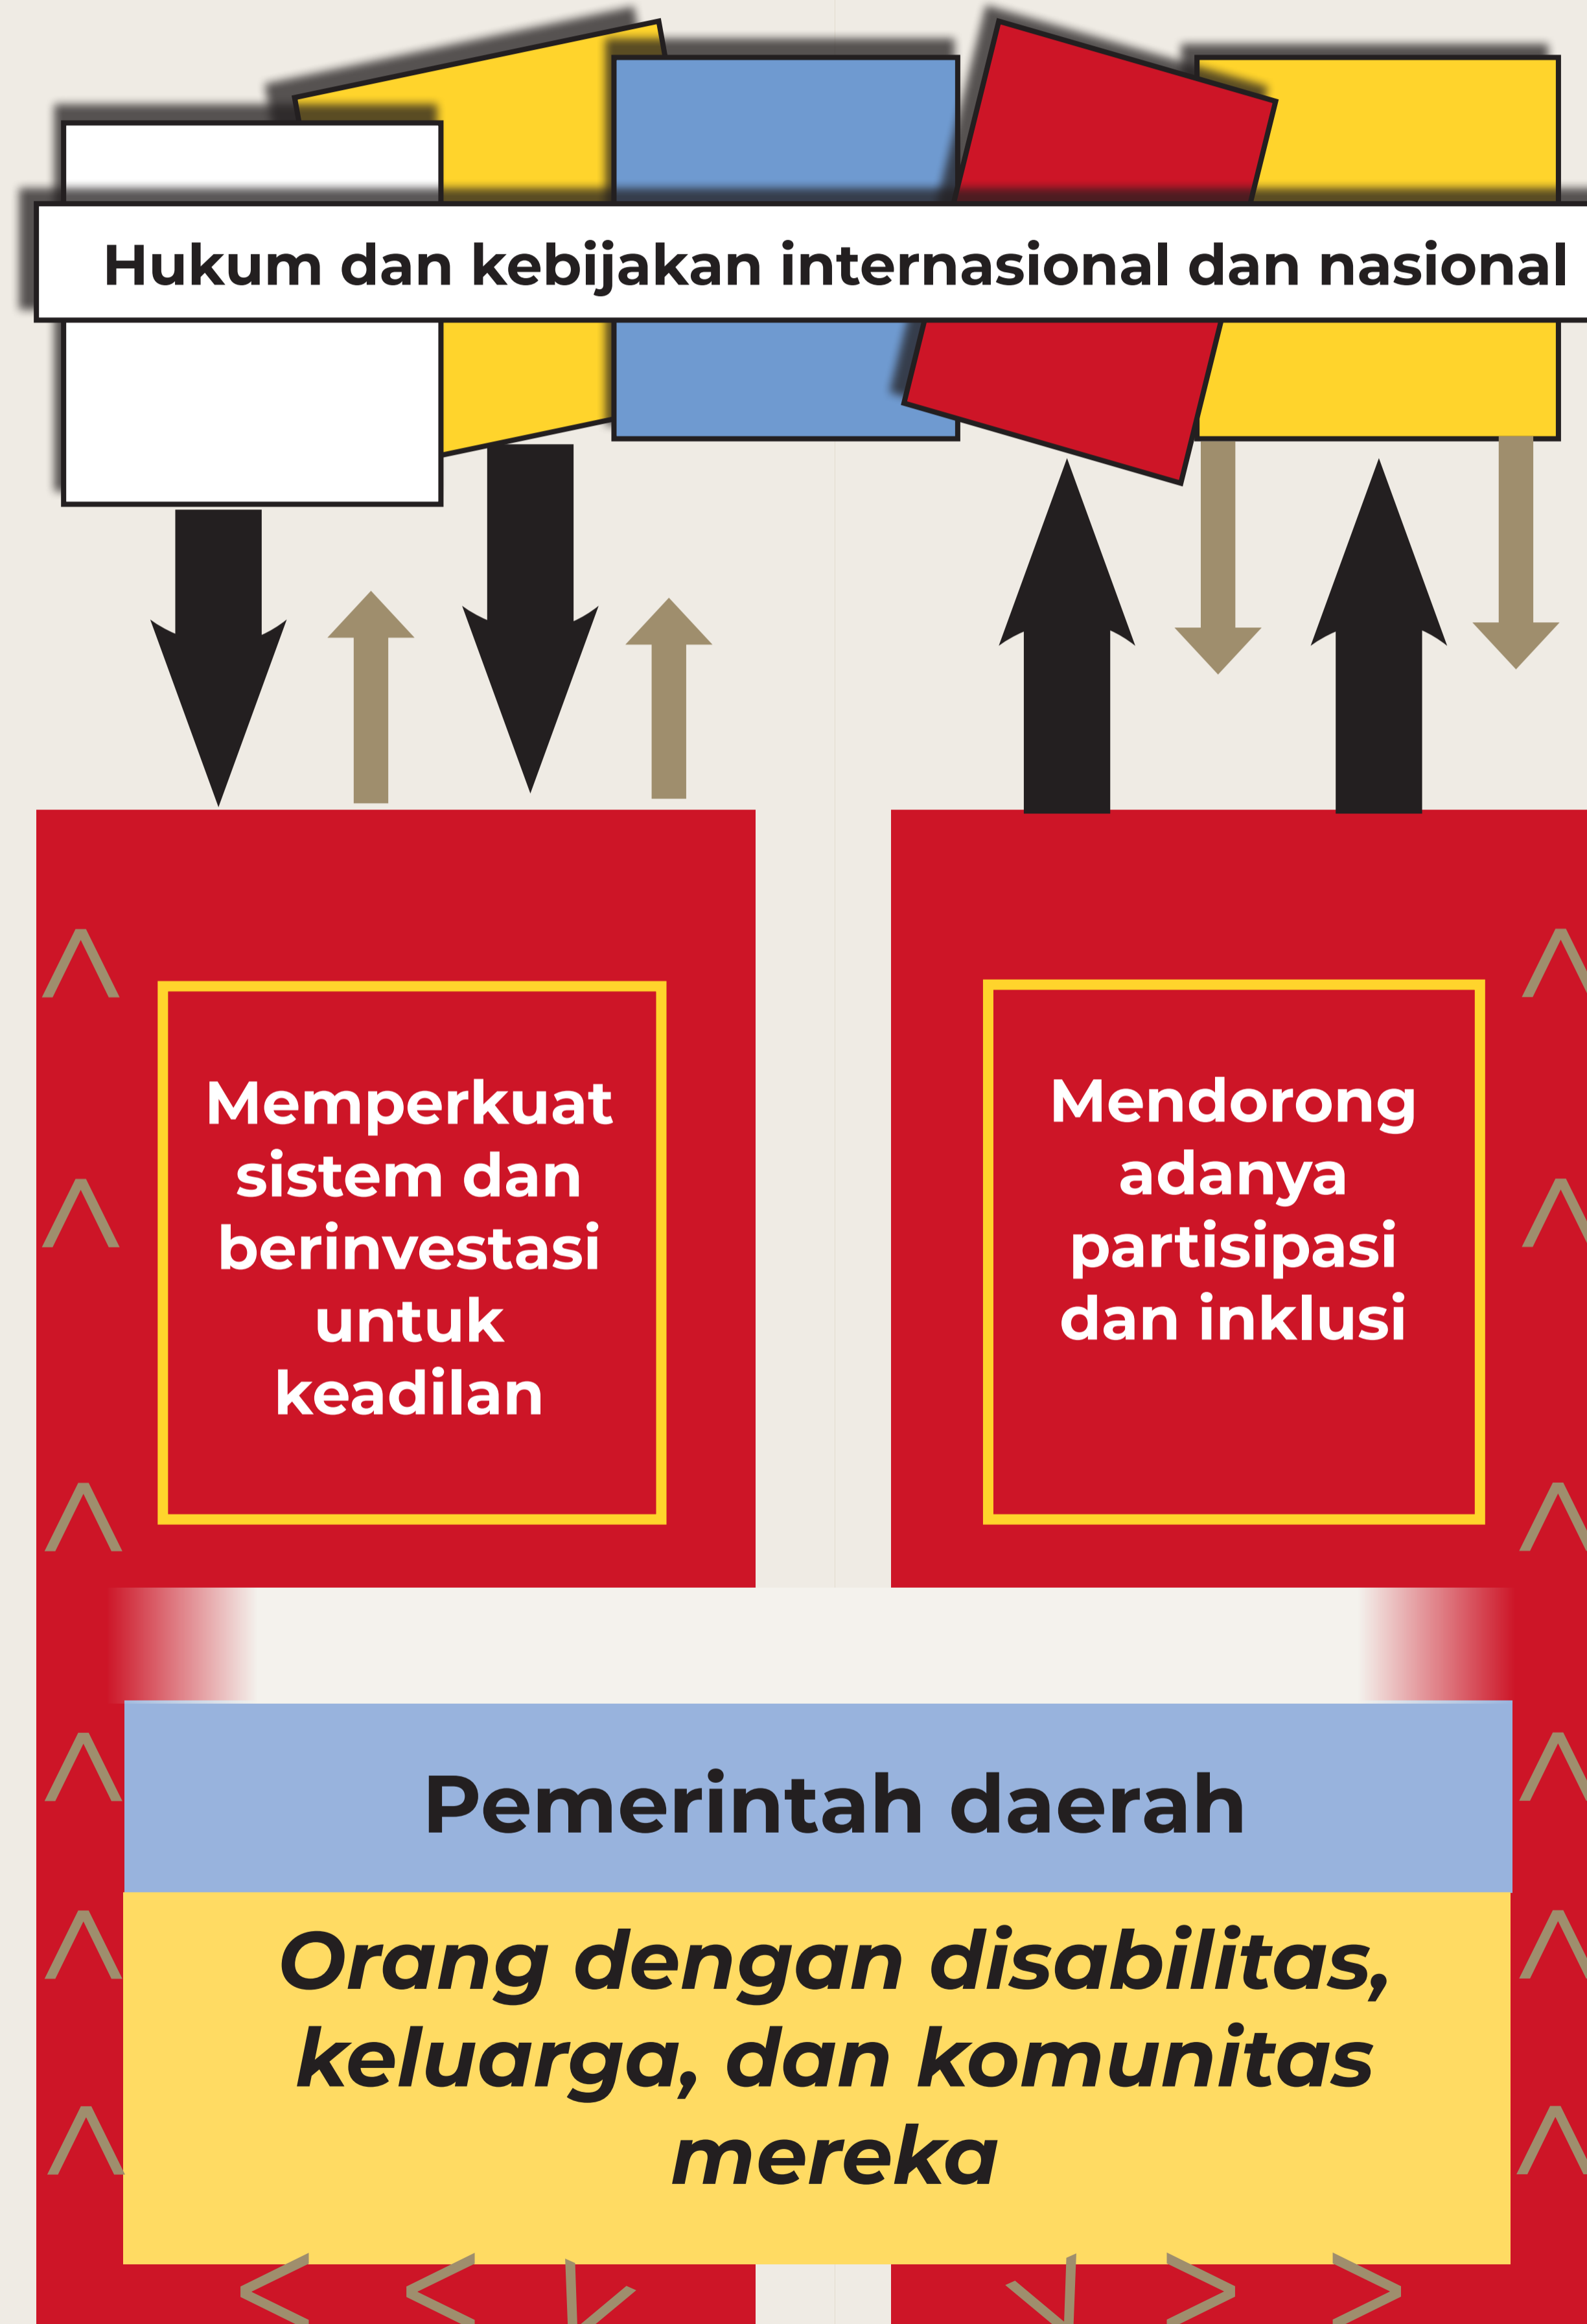 Hukum dan kebijakan internasional dan nasional
Memperkuat
sistem dan
berinvestasi
untuk
keadilan
Mendorong
adanya
partisipasi
dan inklusi
Pemerintah daerah
Orang dengan disabilitas,
keluarga, dan komunitas
mereka